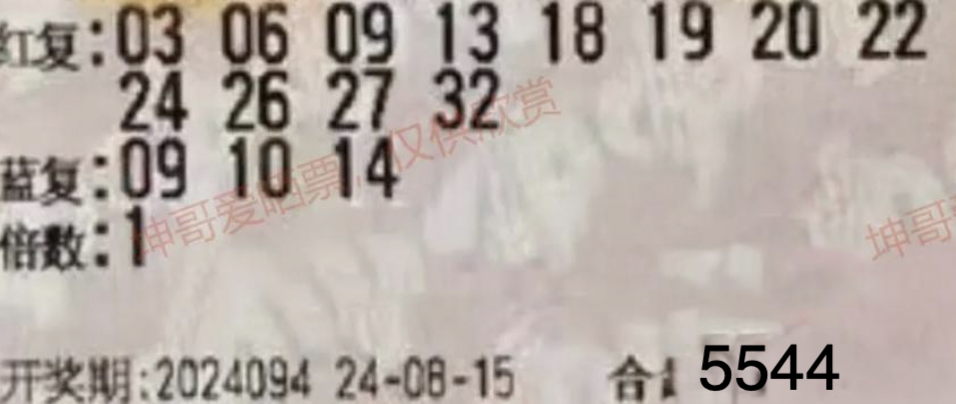 红复:03 06 09 13 18 19 20 22
24 26 27 32
蓝复:09 10 14
倍数:1
坤哥爱晒票,仅供欣赏
坤哥
开奖期:2024094 24-08-15 合 5544